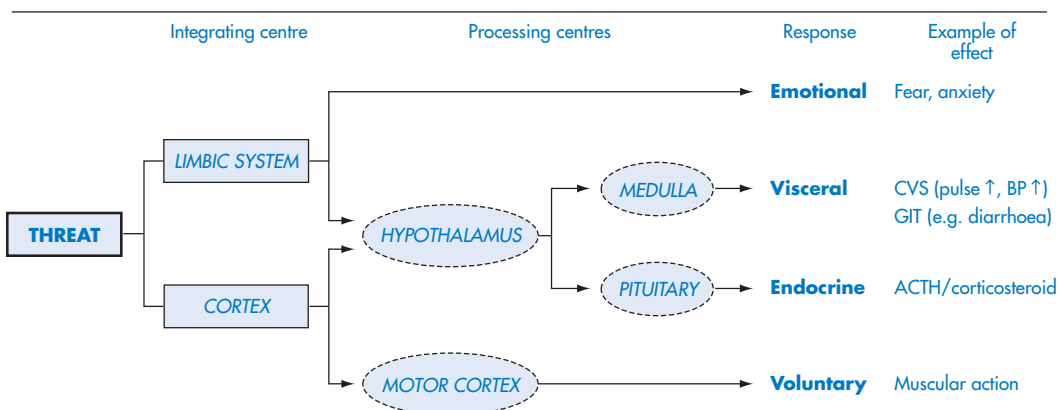 Integrating centre
Processing centres
Response
Example of
effect
Emotional
Fear, anxiety
LIMBIC SYSTEM
MEDULLA
Visceral
CVS (pulse ↑, BP ↑)
GIT (e.g. diarrhoea)
THREAT
HYPOTHALAMUS
CORTEX
PITUITARY
Endocrine
ACTH/corticosteroid
MOTOR CORTEX
Voluntary
Muscular action